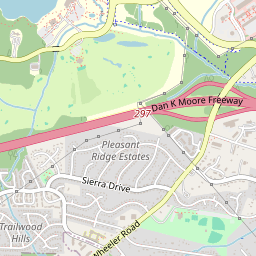 Dan K Moore Freeway
297
Pleasant
Ridge Estates
Sierra Drive
Trailwood
Hills
Wheeler Road